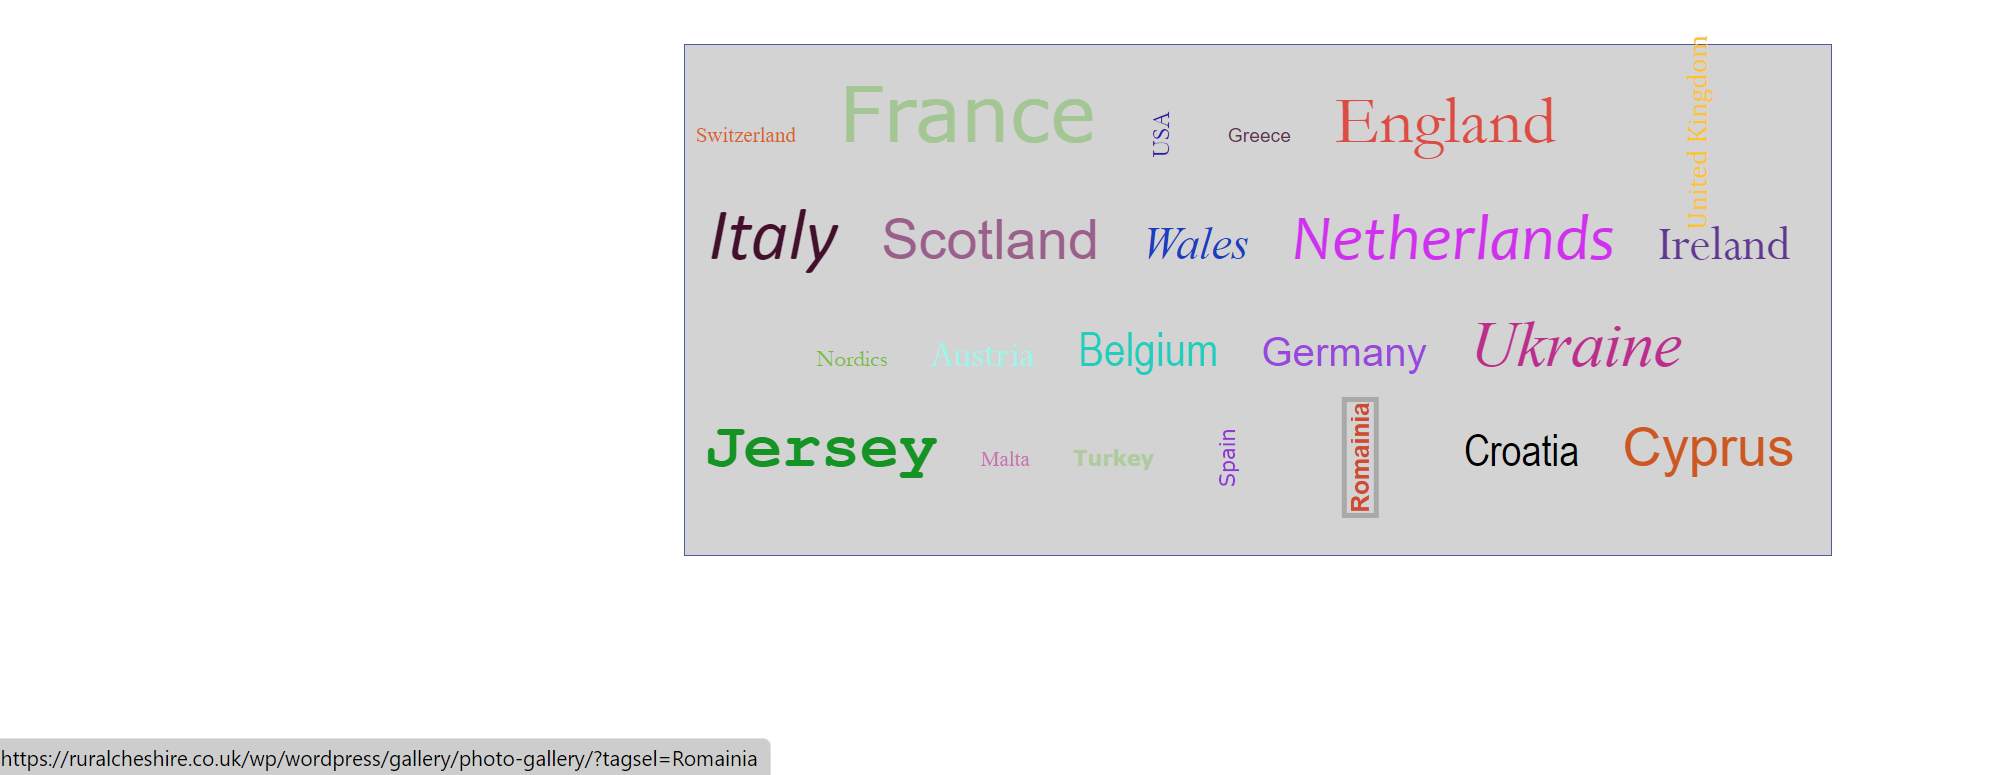 Switzerland France USA Greece England United Kingdom
Italy Scotland Wales Netherlands Ireland
Nordics Austria Belgium Germany Ukraine
Jersey Malta Turkey Spain Romainia Croatia Cyprus
https://ruralcheshire.co.uk/wp/wordpress/gallery/photo-gallery/?tagsel=Romainia